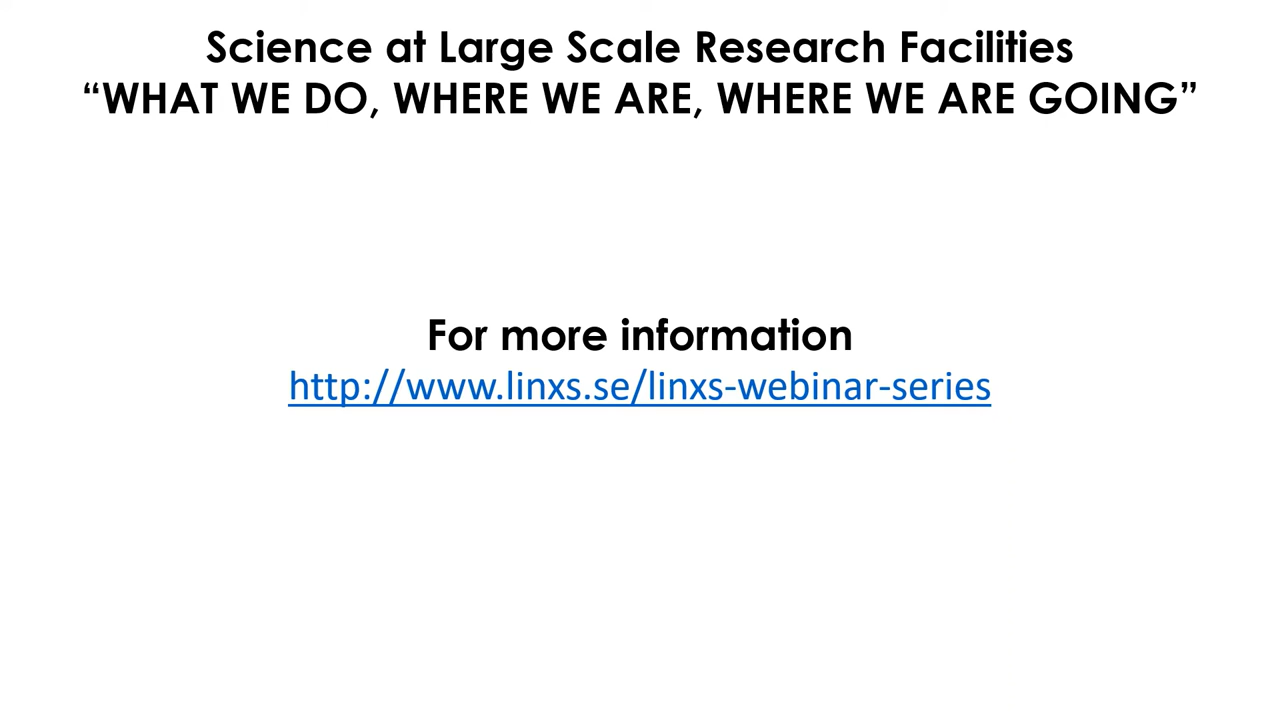 Science at Large Scale Research Facilities
“WHAT WE DO, WHERE WE ARE, WHERE WE ARE GOING”
For more information
http://www.linxs.se/linxs-webinar-series